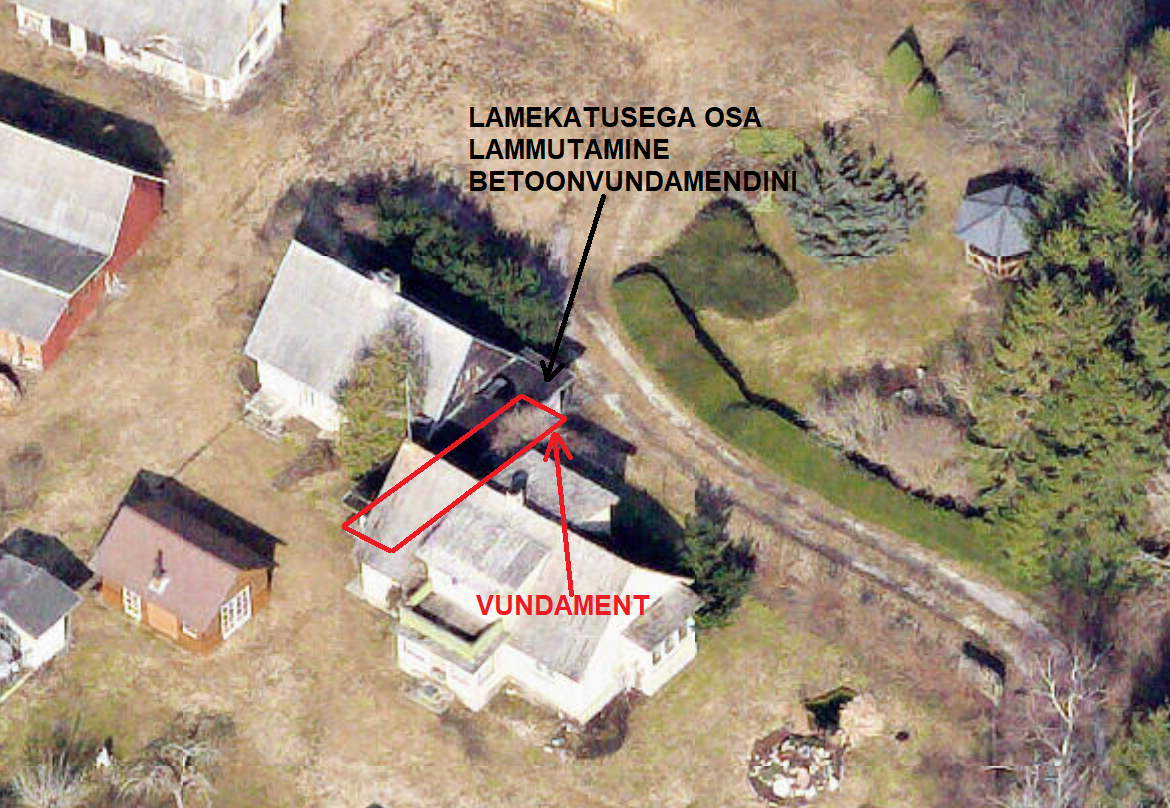 LAMEKATUSEGA OSA
LAMMUTAMINE
BETOONVUNDAMENDINI
VUNDAMENT